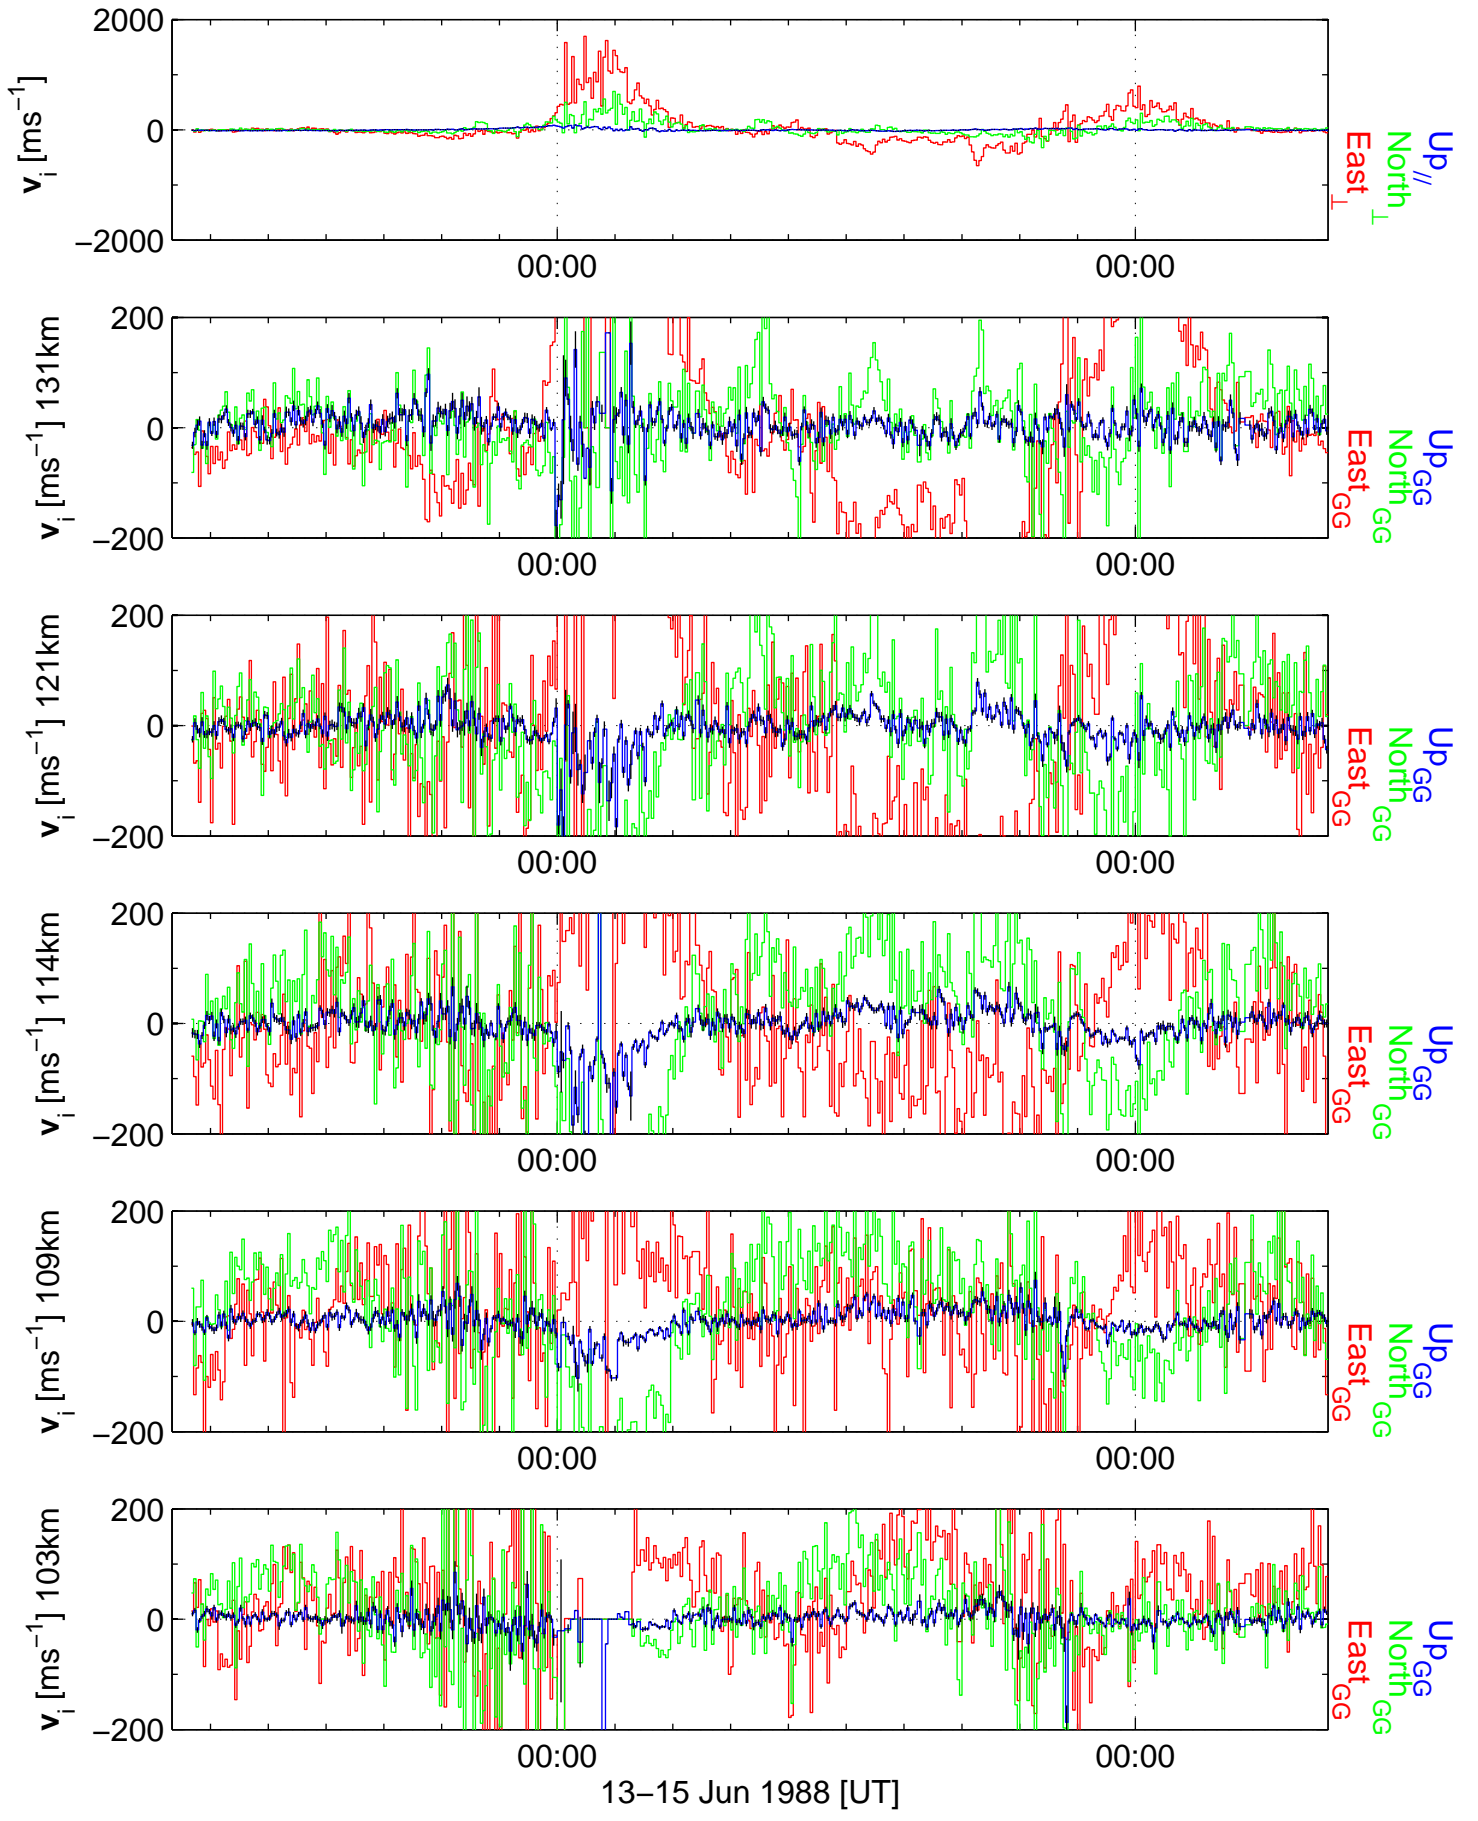 2000
0
−2000
v_i [ms⁻¹]
00:00 00:00
East_⊥
North_⊥
Up_//
200
0
−200
v_i [ms⁻¹] 131km
00:00 00:00
East_GG
North_GG
Up_GG
200
0
−200
v_i [ms⁻¹] 121km
00:00 00:00
East_GG
North_GG
Up_GG
200
0
−200
v_i [ms⁻¹] 114km
00:00 00:00
East_GG
North_GG
Up_GG
200
0
−200
v_i [ms⁻¹] 109km
00:00 00:00
East_GG
North_GG
Up_GG
200
0
−200
v_i [ms⁻¹] 103km
00:00 00:00
East_GG
North_GG
Up_GG
13−15 Jun 1988 [UT]